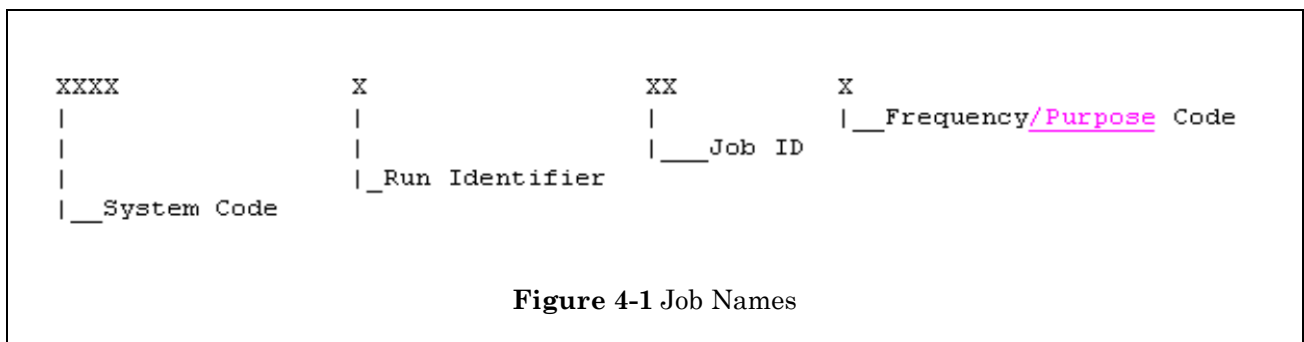 XXXX X XX X
| | | |__Frequency/Purpose Code
| | |___Job ID
| |_Run Identifier
|__System Code
Figure 4-1 Job Names